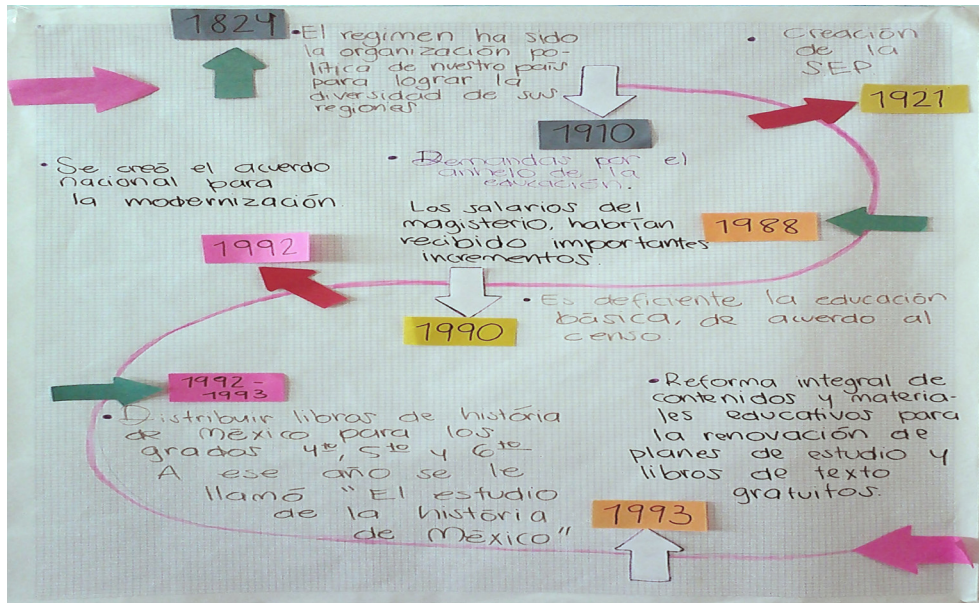 1824
• El regimen ha sido
la organización po-
lítica de nuestro país
para lograr la
diversidad de sus
regiones
1910
• Demandas por el
anhelo de la
educación.
• Creación
de la
SEP
1921
1988
Los salarios del
magisterio, habrían
recibido importantes
incrementos.
1990
• Es deficiente la educación
básica, de acuerdo al
censo.
• Se creó el acuerdo
nacional para
la modernización.
1992
1992-
1993
• Distribuir libros de história
de México para los
grados 4to, 5to y 6to
A ese año se le
llamó "El estudio
de la história
de México"
1993
• Reforma integral de
contenidos y materia-
les educativos para
la renovación de
planes de estudio y
libros de texto
gratuitos.